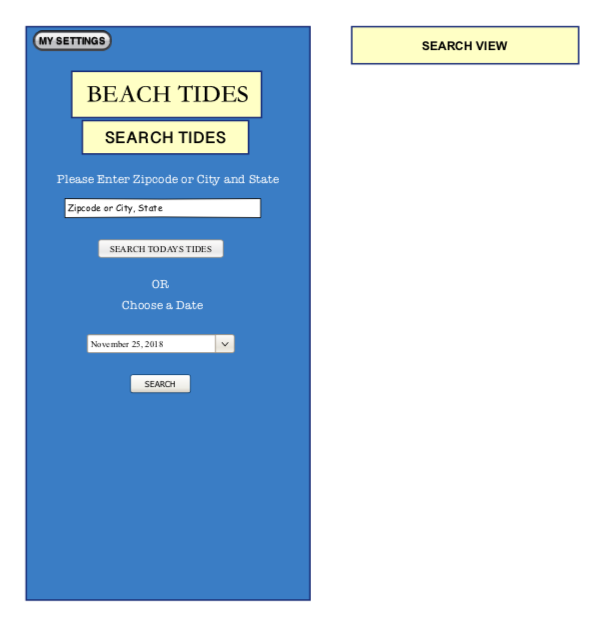 MY SETTINGS
SEARCH VIEW
BEACH TIDES
SEARCH TIDES
Please Enter Zipcode or City and State
Zipcode or City, State
SEARCH TODAYS TIDES
OR
Choose a Date
November 25, 2018
SEARCH